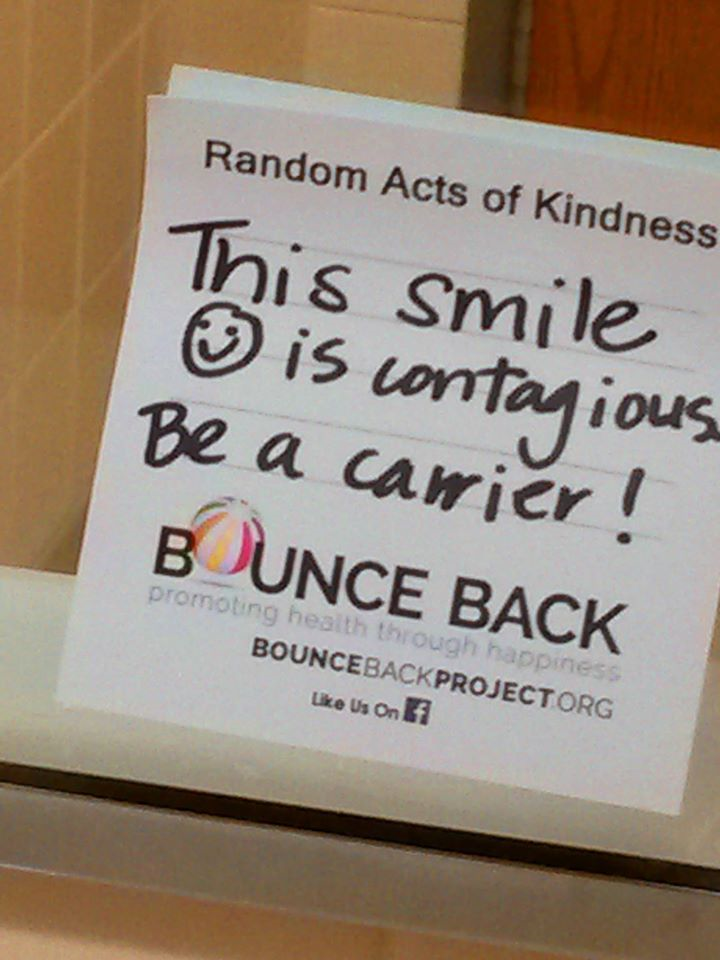 Random Acts of Kindness
This smile
☺ is contagious.
Be a carrier!
BOUNCE BACK
promoting health through happiness
BOUNCEBACKPROJECT.ORG
Like Us On f